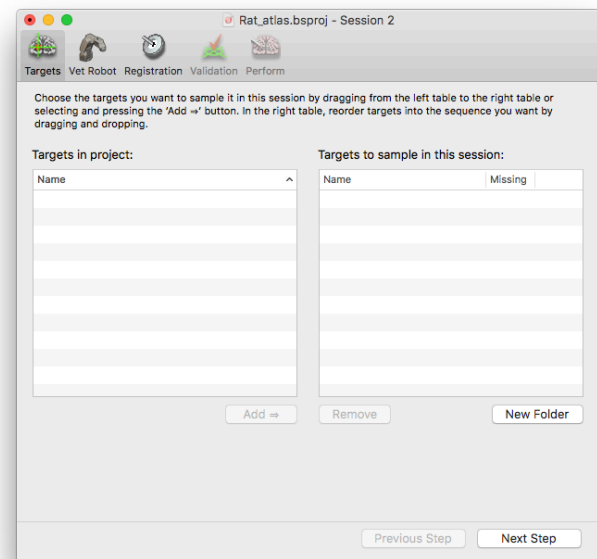 Rat_atlas.bsproj - Session 2
Targets Vet Robot Registration Validation Perform
Choose the targets you want to sample it in this session by dragging from the left table to the right table or
selecting and pressing the 'Add ⇒' button. In the right table, reorder targets into the sequence you want by
dragging and dropping.
Targets in project: Targets to sample in this session:
Name Name Missing
Add ⇒ Remove New Folder
Previous Step Next Step